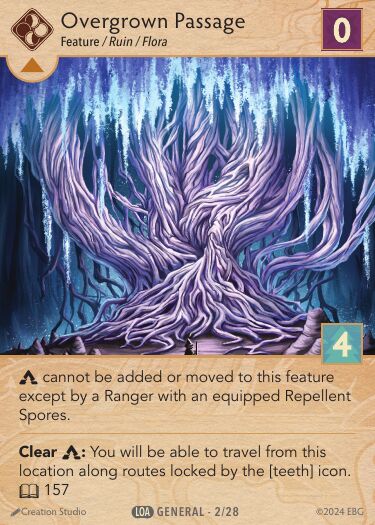 Overgrown Passage
0
Feature / Ruin / Flora
4
cannot be added or moved to this feature
except by a Ranger with an equipped Repellent
Spores.
Clear : You will be able to travel from this
location along routes locked by the [teeth] icon.
157
Creation Studio
LOA GENERAL - 2/28
©2024 EBG